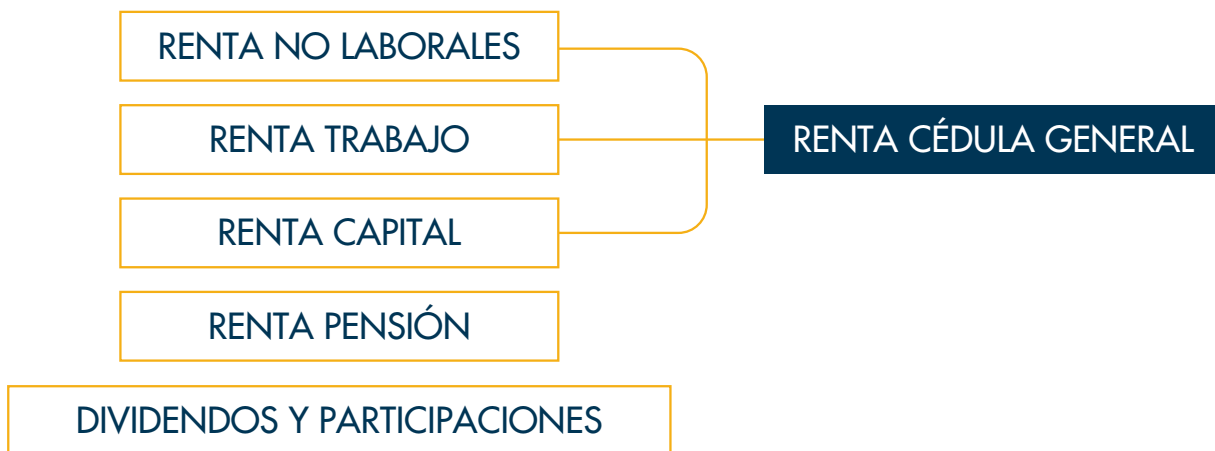 RENTA NO LABORALES
RENTA TRABAJO
RENTA CÉDULA GENERAL
RENTA CAPITAL
RENTA PENSIÓN
DIVIDENDOS Y PARTICIPACIONES